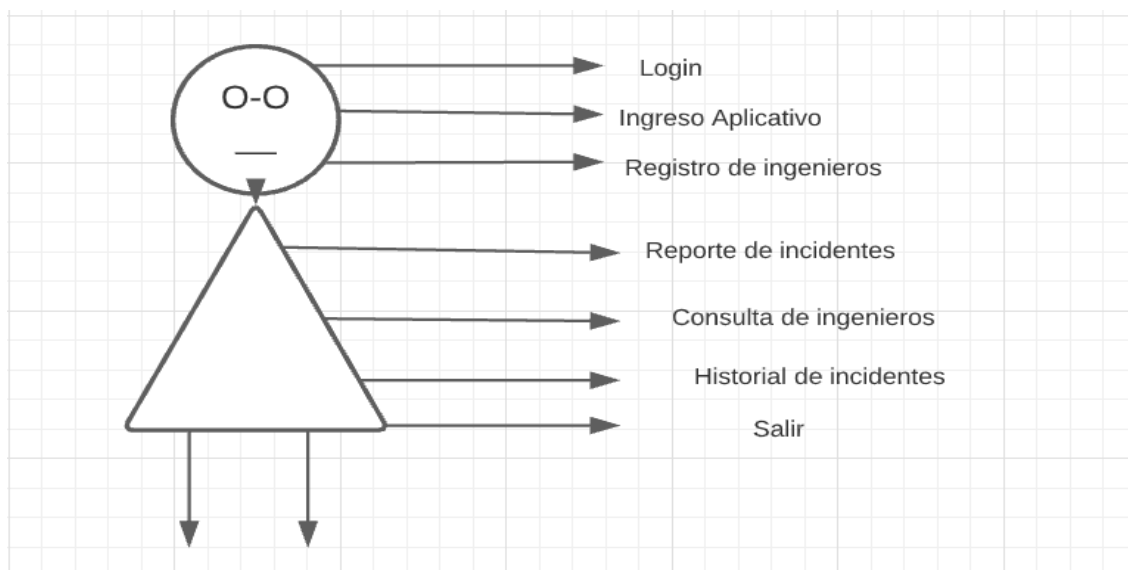 Login
O-O
Ingreso Aplicativo
Registro de ingenieros
Reporte de incidentes
Consulta de ingenieros
Historial de incidentes
Salir